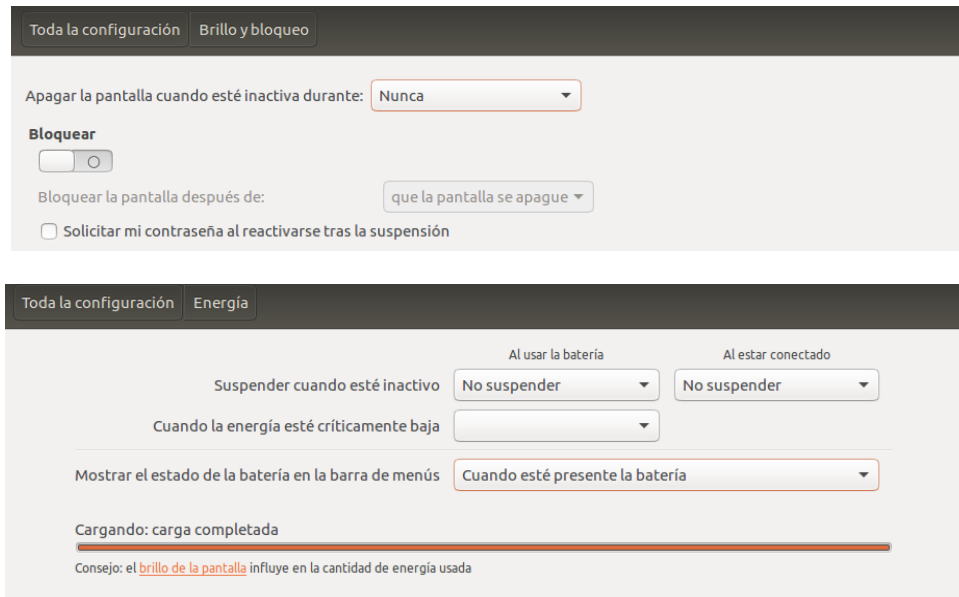 Toda la configuración Brillo y bloqueo
Apagar la pantalla cuando esté inactiva durante: Nunca
Bloquear
Bloquear la pantalla después de: que la pantalla se apague
Solicitar mi contraseña al reactivarse tras la suspensión
Toda la configuración Energía
Al usar la batería Al estar conectado
Suspender cuando esté inactivo No suspender No suspender
Cuando la energía esté críticamente baja
Mostrar el estado de la batería en la barra de menús Cuando esté presente la batería
Cargando: carga completada
Consejo: el brillo de la pantalla influye en la cantidad de energía usada